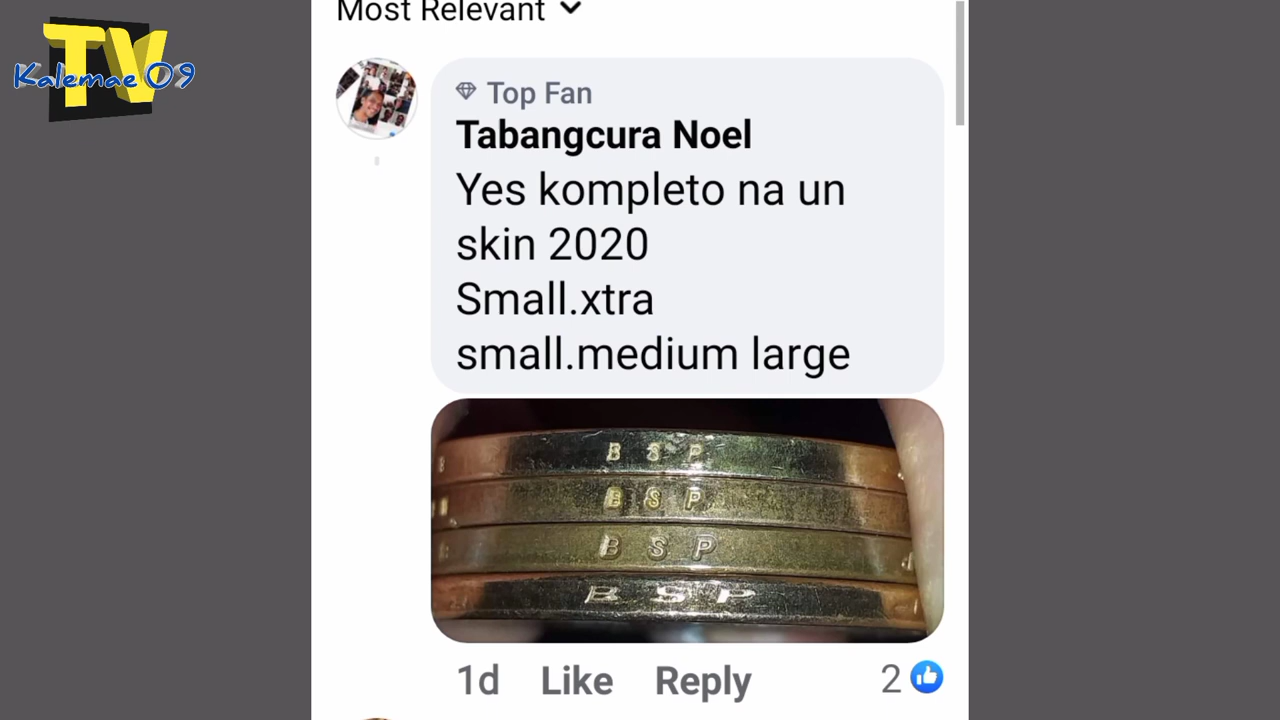 TV
Kalemae 09
Most Relevant
Top Fan
Tabangcura Noel
Yes kompleto na un
skin 2020
Small.xtra
small.medium large
B S P
B S P
B S P
B S P
1d Like Reply 2